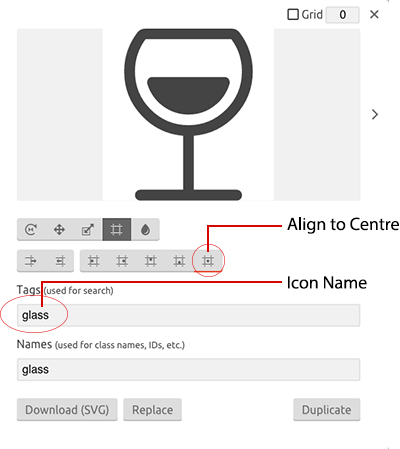 Grid 0
Align to Centre
Icon Name
Tags (used for search)
glass
Names (used for class names, IDs, etc.)
glass
Download (SVG) Replace Duplicate